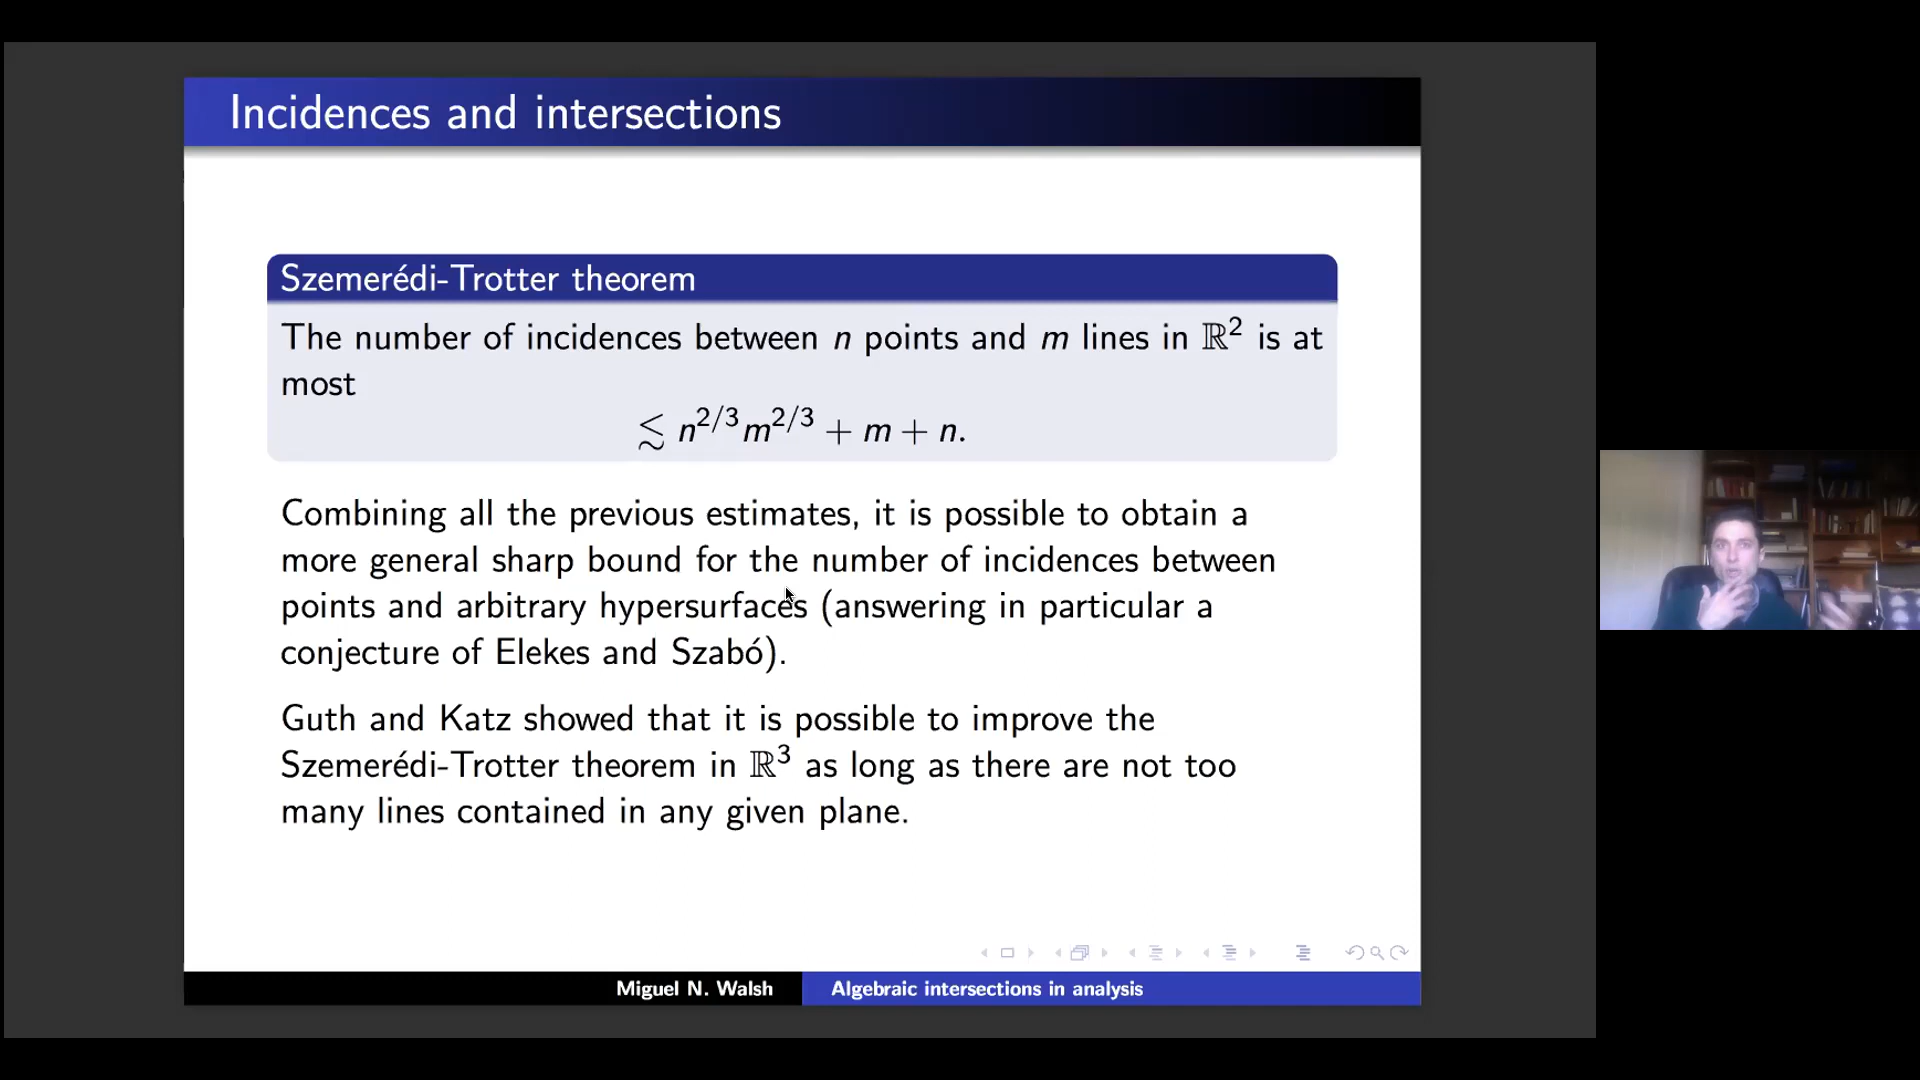 Incidences and intersections
Szemerédi-Trotter theorem
The number of incidences between n points and m lines in ℝ² is at
most
≲ n^{2/3}m^{2/3} + m + n.
Combining all the previous estimates, it is possible to obtain a
more general sharp bound for the number of incidences between
points and arbitrary hypersurfaces (answering in particular a
conjecture of Elekes and Szabó).
Guth and Katz showed that it is possible to improve the
Szemerédi-Trotter theorem in ℝ³ as long as there are not too
many lines contained in any given plane.
Miguel N. Walsh
Algebraic intersections in analysis